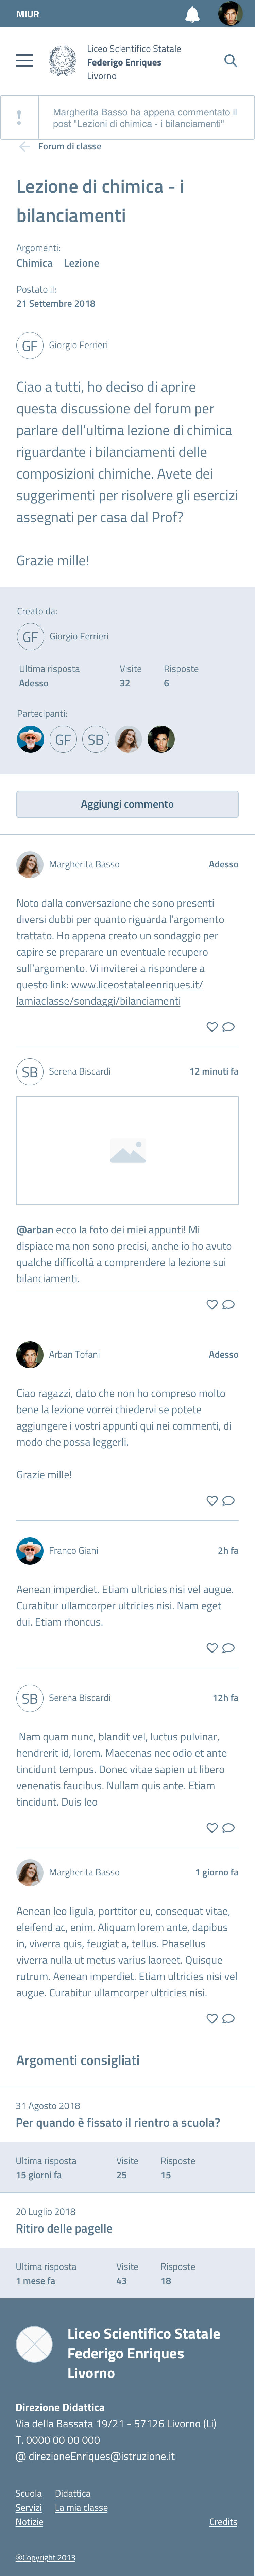 MIUR
Liceo Scientifico Statale
Federigo Enriques
Livorno
Margherita Basso ha appena commentato il
post "Lezioni di chimica - i bilanciamenti"
Forum di classe
Lezione di chimica - i
bilanciamenti
Argomenti:
Chimica Lezione
Postato il:
21 Settembre 2018
GF Giorgio Ferrieri
Ciao a tutti, ho deciso di aprire
questa discussione del forum per
parlare dell'ultima lezione di chimica
riguardante i bilanciamenti delle
composizioni chimiche. Avete dei
suggerimenti per risolvere gli esercizi
assegnati per casa dal Prof?
Grazie mille!
Creato da:
GF Giorgio Ferrieri
Ultima risposta Visite Risposte
Adesso 32 6
Partecipanti:
GF SB
Aggiungi commento
Margherita Basso Adesso
Noto dalla conversazione che sono presenti
diversi dubbi per quanto riguarda l'argomento
trattato. Ho appena creato un sondaggio per
capire se preparare un eventuale recupero
sull'argomento. Vi inviterei a rispondere a
questo link: www.liceostataleenriques.it/
lamiaclasse/sondaggi/bilanciamenti
SB Serena Biscardi 12 minuti fa
@arban ecco la foto dei miei appunti! Mi
dispiace ma non sono precisi, anche io ho avuto
qualche difficoltà a comprendere la lezione sui
bilanciamenti.
Arban Tofani Adesso
Ciao ragazzi, dato che non ho compreso molto
bene la lezione vorrei chiedervi se potete
aggiungere i vostri appunti qui nei commenti, di
modo che possa leggerli.
Grazie mille!
Franco Giani 2h fa
Aenean imperdiet. Etiam ultricies nisi vel augue.
Curabitur ullamcorper ultricies nisi. Nam eget
dui. Etiam rhoncus.
SB Serena Biscardi 12h fa
Nam quam nunc, blandit vel, luctus pulvinar,
hendrerit id, lorem. Maecenas nec odio et ante
tincidunt tempus. Donec vitae sapien ut libero
venenatis faucibus. Nullam quis ante. Etiam
tincidunt. Duis leo
Margherita Basso 1 giorno fa
Aenean leo ligula, porttitor eu, consequat vitae,
eleifend ac, enim. Aliquam lorem ante, dapibus
in, viverra quis, feugiat a, tellus. Phasellus
viverra nulla ut metus varius laoreet. Quisque
rutrum. Aenean imperdiet. Etiam ultricies nisi vel
augue. Curabitur ullamcorper ultricies nisi.
Argomenti consigliati
31 Agosto 2018
Per quando è fissato il rientro a scuola?
Ultima risposta Visite Risposte
15 giorni fa 25 15
20 Luglio 2018
Ritiro delle pagelle
Ultima risposta Visite Risposte
1 mese fa 43 18
Liceo Scientifico Statale
Federigo Enriques
Livorno
Direzione Didattica
Via della Bassata 19/21 - 57126 Livorno (Li)
T. 0000 00 00 000
@ direzioneEnriques@istruzione.it
Scuola Didattica
Servizi La mia classe
Notizie Credits
®Copyright 2013